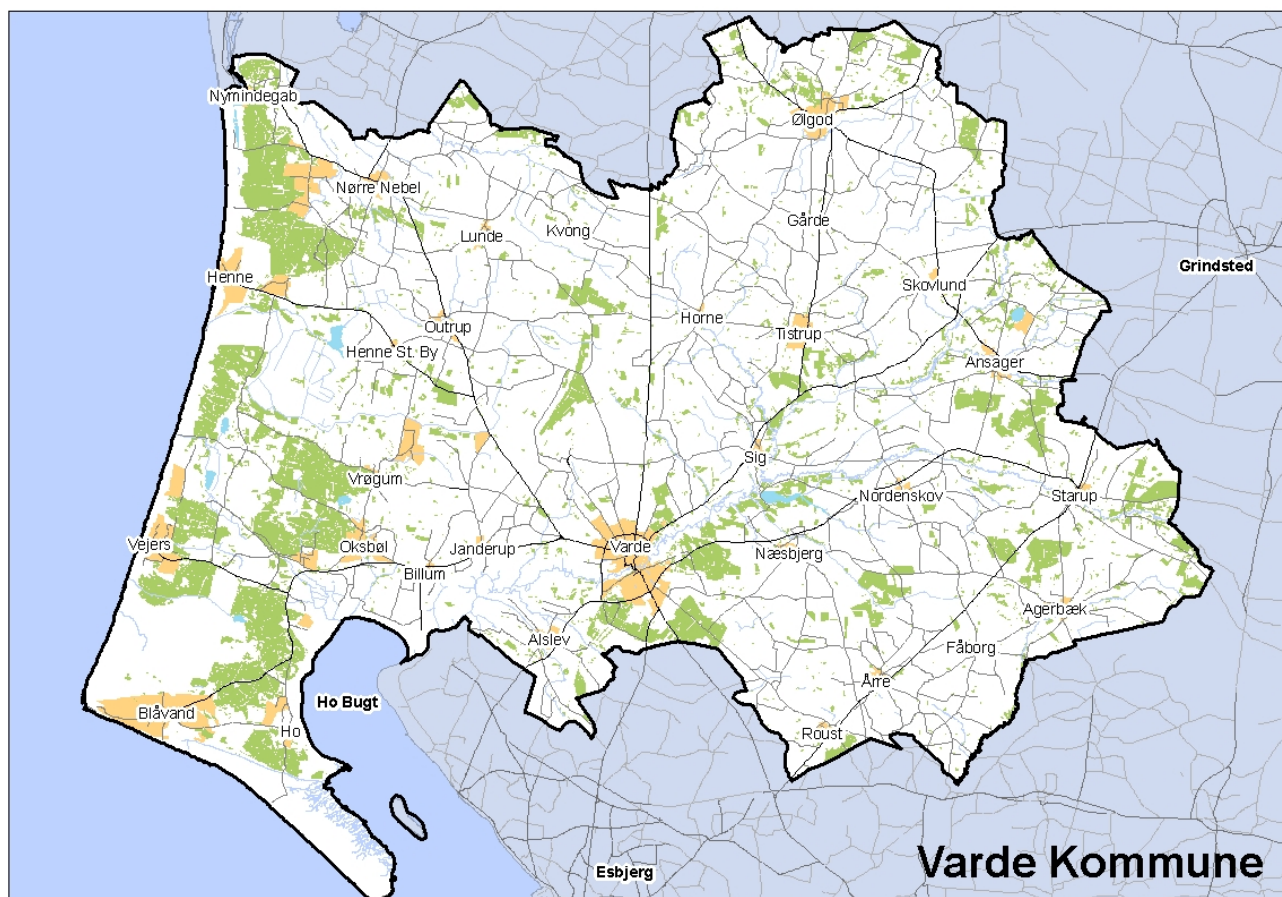 Nymindegab
Ølgod
Nørre Nebel
Gårde
Lunde
Kvong
Henne
Grindsted
Skovlund
Horne
Outrup
Tistrup
Henne St. By
Ansager
Sig
Vrøgum
Nordenskov
Starup
Vejers
Oksbøl
Janderup
Varde
Næsbjerg
Billum
Agerbæk
Alslev
Fåborg
Årre
Ho Bugt
Blåvand
Ho
Roust
Esbjerg
Varde Kommune